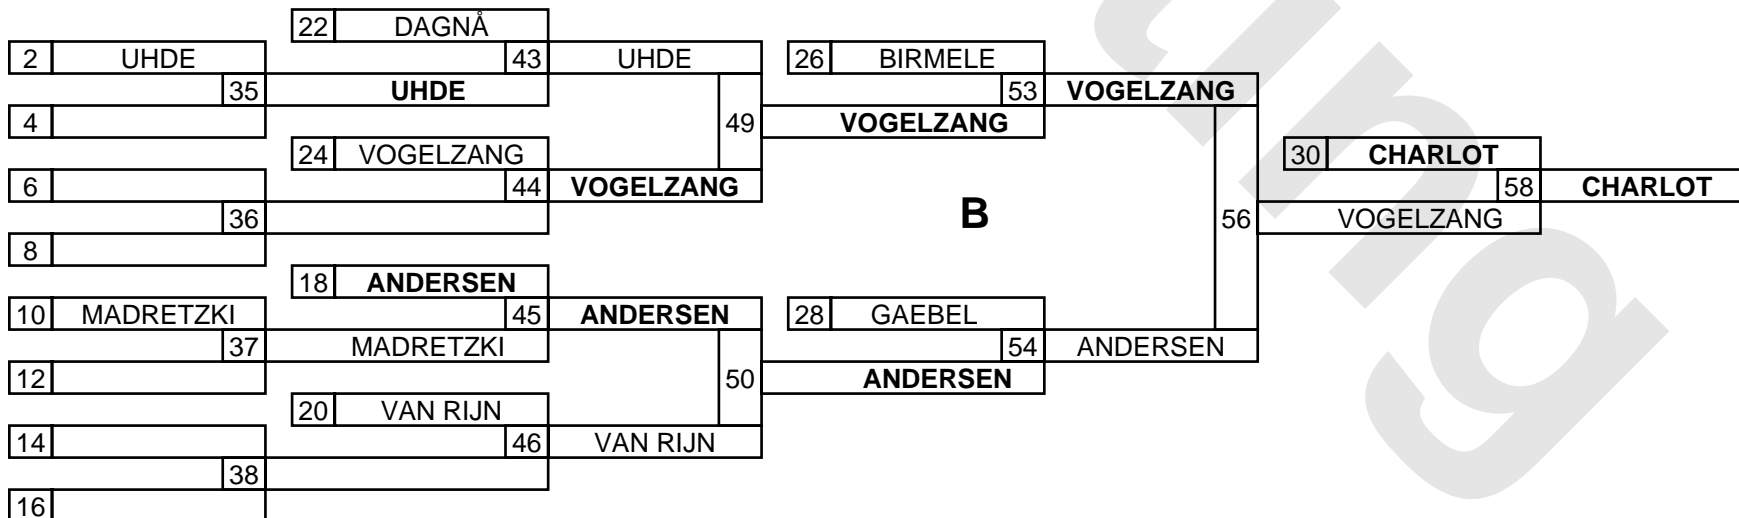 22 DAGNÅ
2 UHDE 43 UHDE 26 BIRMELE
35 UHDE 53 VOGELZANG
4 49 VOGELZANG
24 VOGELZANG 30 CHARLOT
6 44 VOGELZANG 58 CHARLOT
36 B 56 VOGELZANG
8
18 ANDERSEN
10 MADRETZKI 45 ANDERSEN 28 GAEBEL
37 MADRETZKI 54 ANDERSEN
12 50 ANDERSEN
20 VAN RIJN
14 46 VAN RIJN
38
16
ung